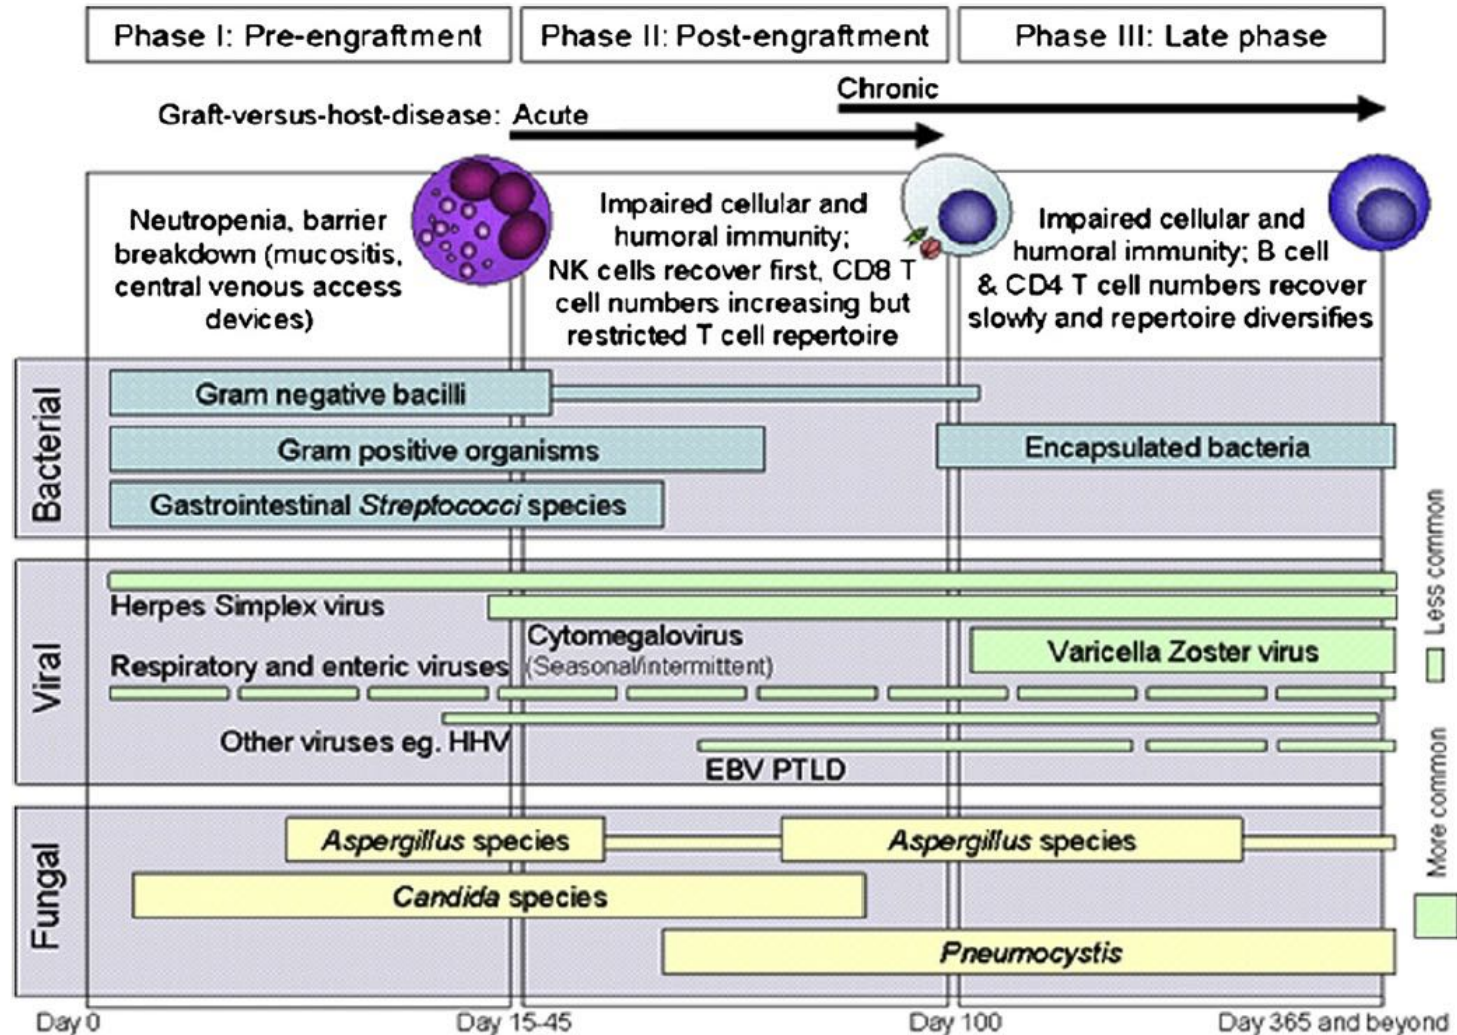 Phase I: Pre-engraftment
Phase II: Post-engraftment
Phase III: Late phase
Chronic
Graft-versus-host-disease: Acute
Neutropenia, barrier
breakdown (mucositis,
central venous access
devices)
Impaired cellular and
humoral immunity;
NK cells recover first, CD8 T
cell numbers increasing but
restricted T cell repertoire
Impaired cellular and
humoral immunity; B cell
& CD4 T cell numbers recover
slowly and repertoire diversifies
Bacterial
Gram negative bacilli
Gram positive organisms
Encapsulated bacteria
Gastrointestinal Streptococci species
Viral
Herpes Simplex virus
Cytomegalovirus
Varicella Zoster virus
Respiratory and enteric viruses (Seasonal/intermittent)
Other viruses eg. HHV
EBV PTLD
Fungal
Aspergillus species
Aspergillus species
Candida species
Pneumocystis
Less common
More common
Day 0
Day 15-45
Day 100
Day 365 and beyond